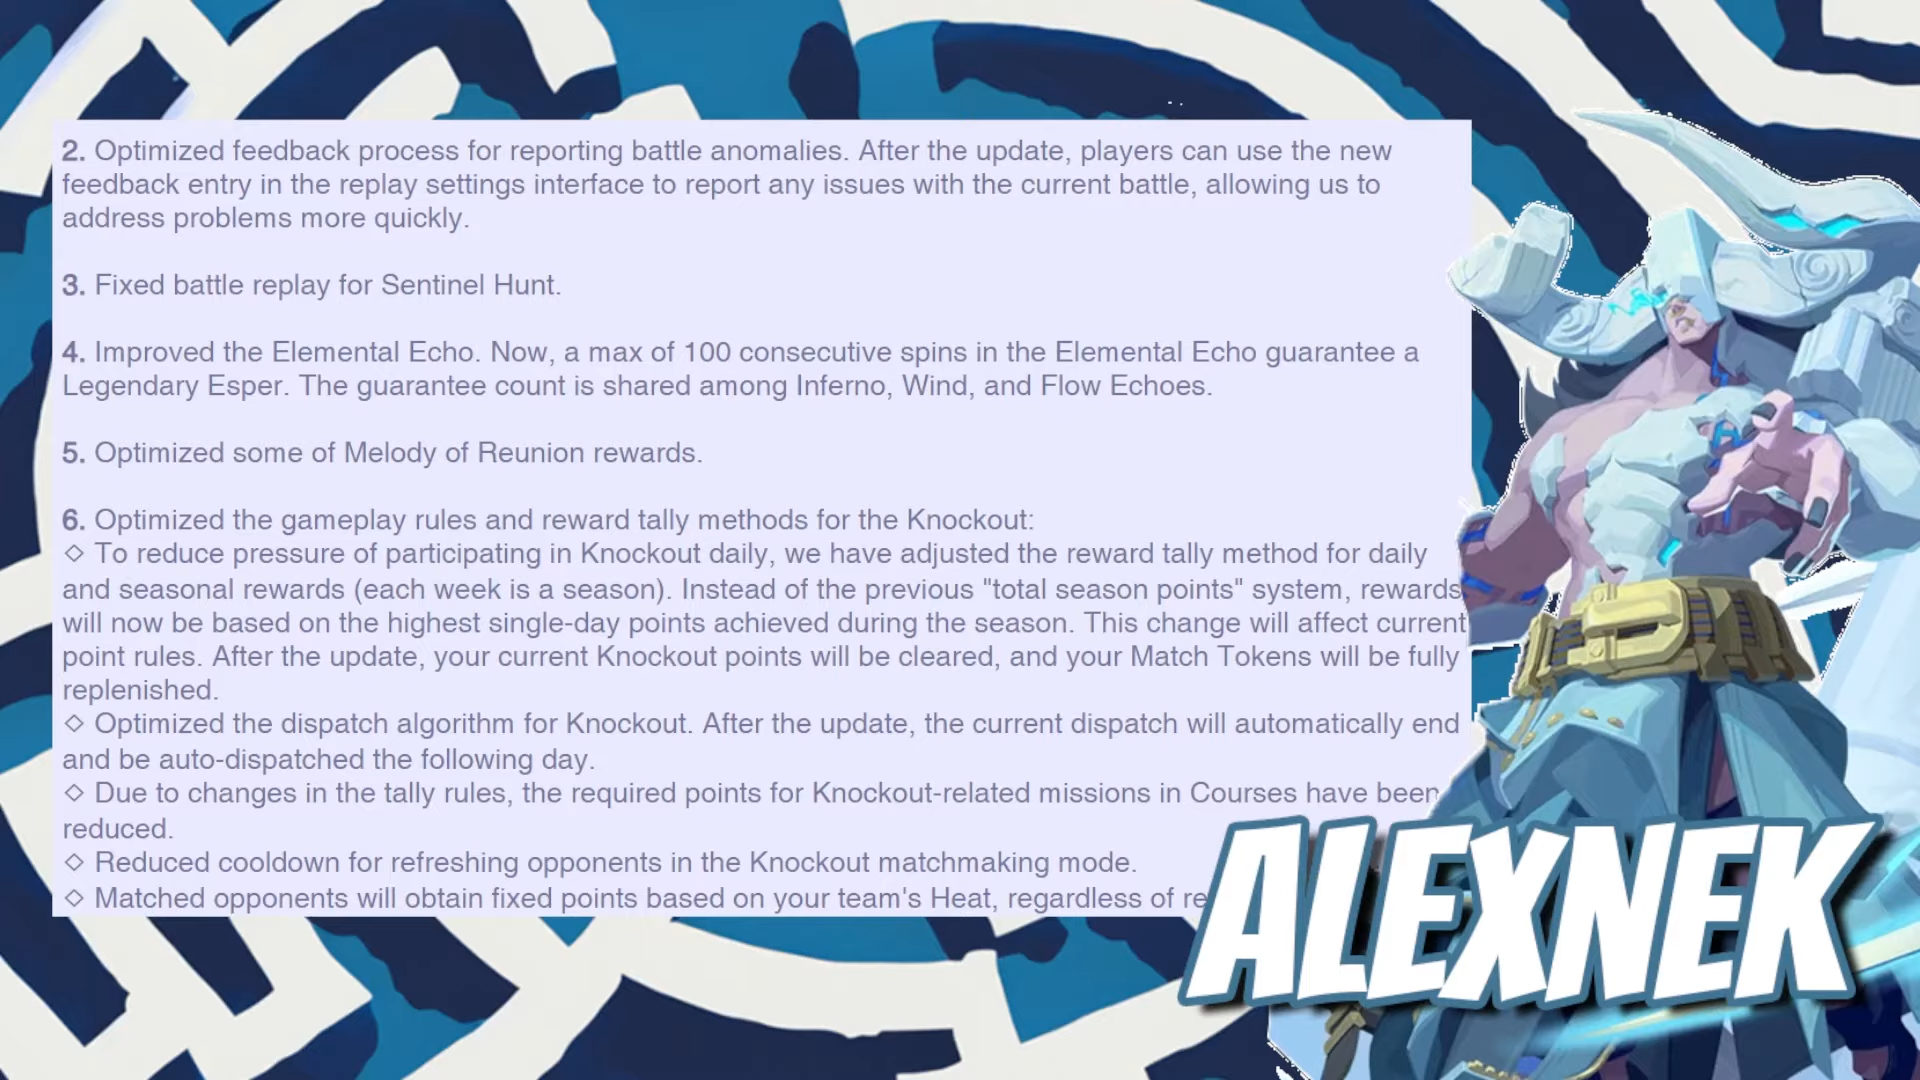 2. Optimized feedback process for reporting battle anomalies. After the update, players can use the new
feedback entry in the replay settings interface to report any issues with the current battle, allowing us to
address problems more quickly.
3. Fixed battle replay for Sentinel Hunt.
4. Improved the Elemental Echo. Now, a max of 100 consecutive spins in the Elemental Echo guarantee a
Legendary Esper. The guarantee count is shared among Inferno, Wind, and Flow Echoes.
5. Optimized some of Melody of Reunion rewards.
6. Optimized the gameplay rules and reward tally methods for the Knockout:
◇ To reduce pressure of participating in Knockout daily, we have adjusted the reward tally method for daily
and seasonal rewards (each week is a season). Instead of the previous "total season points" system, rewards
will now be based on the highest single-day points achieved during the season. This change will affect current
point rules. After the update, your current Knockout points will be cleared, and your Match Tokens will be fully
replenished.
◇ Optimized the dispatch algorithm for Knockout. After the update, the current dispatch will automatically end
and be auto-dispatched the following day.
◇ Due to changes in the tally rules, the required points for Knockout-related missions in Courses have been
reduced.
◇ Reduced cooldown for refreshing opponents in the Knockout matchmaking mode.
◇ Matched opponents will obtain fixed points based on your team's Heat, regardless of
ALEXNEK